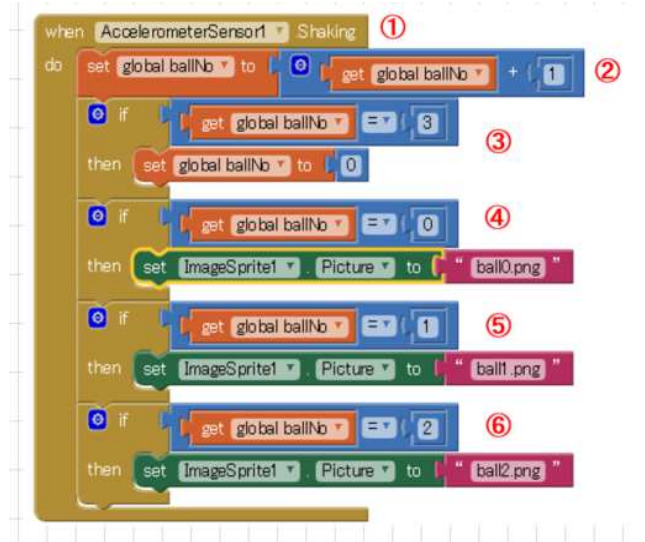 when AccelerometerSensor1 .Shaking ①
do set global ballNo to get global ballNo + 1 ②
if get global ballNo = 3
③
then set global ballNo to 0
if get global ballNo = 0 ④
then set ImageSprite1 . Picture to " ball0.png "
if get global ballNo = 1 ⑤
then set ImageSprite1 . Picture to " ball1.png "
if get global ballNo = 2 ⑥
then set ImageSprite1 . Picture to " ball2.png "